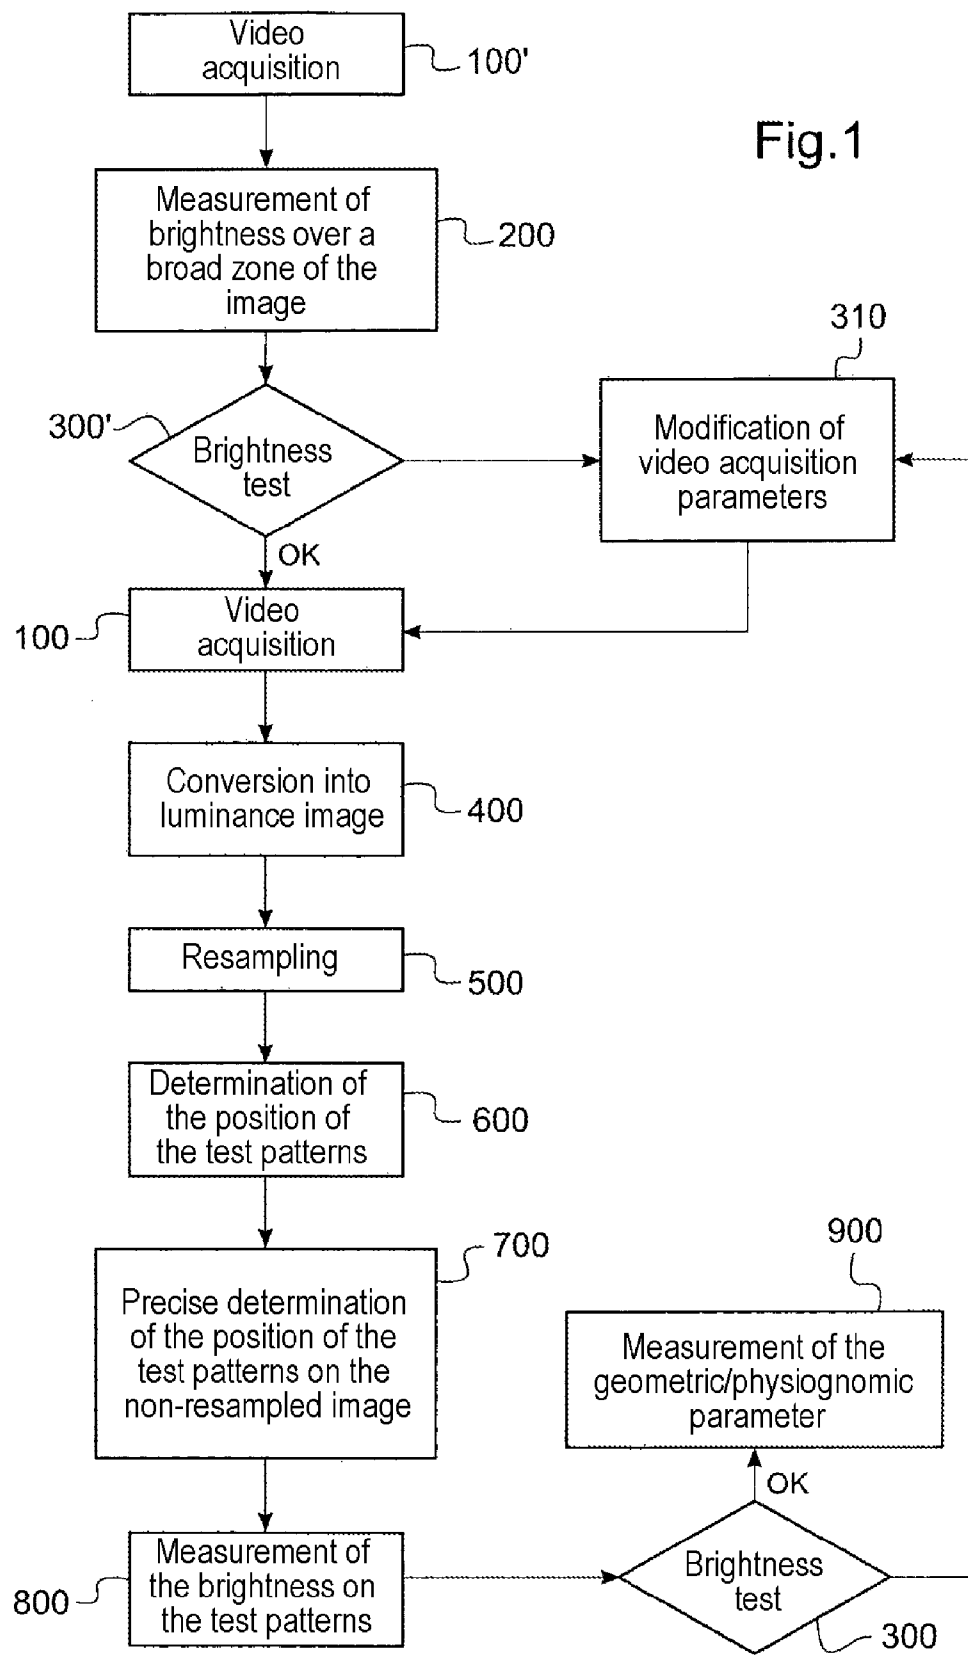 Video
acquisition
100'
Fig.1
Measurement of
brightness over a
broad zone of the
image
200
310
300'
Brightness
test
Modification of
video acquisition
parameters
OK
Video
acquisition
100
Conversion into
luminance image
400
Resampling
500
Determination of
the position of
the test patterns
600
700
Precise determination
of the position of the
test patterns on the
non-resampled image
900
Measurement of the
geometric/physiognomic
parameter
OK
Measurement of
the brightness on
the test patterns
800
Brightness
test
300